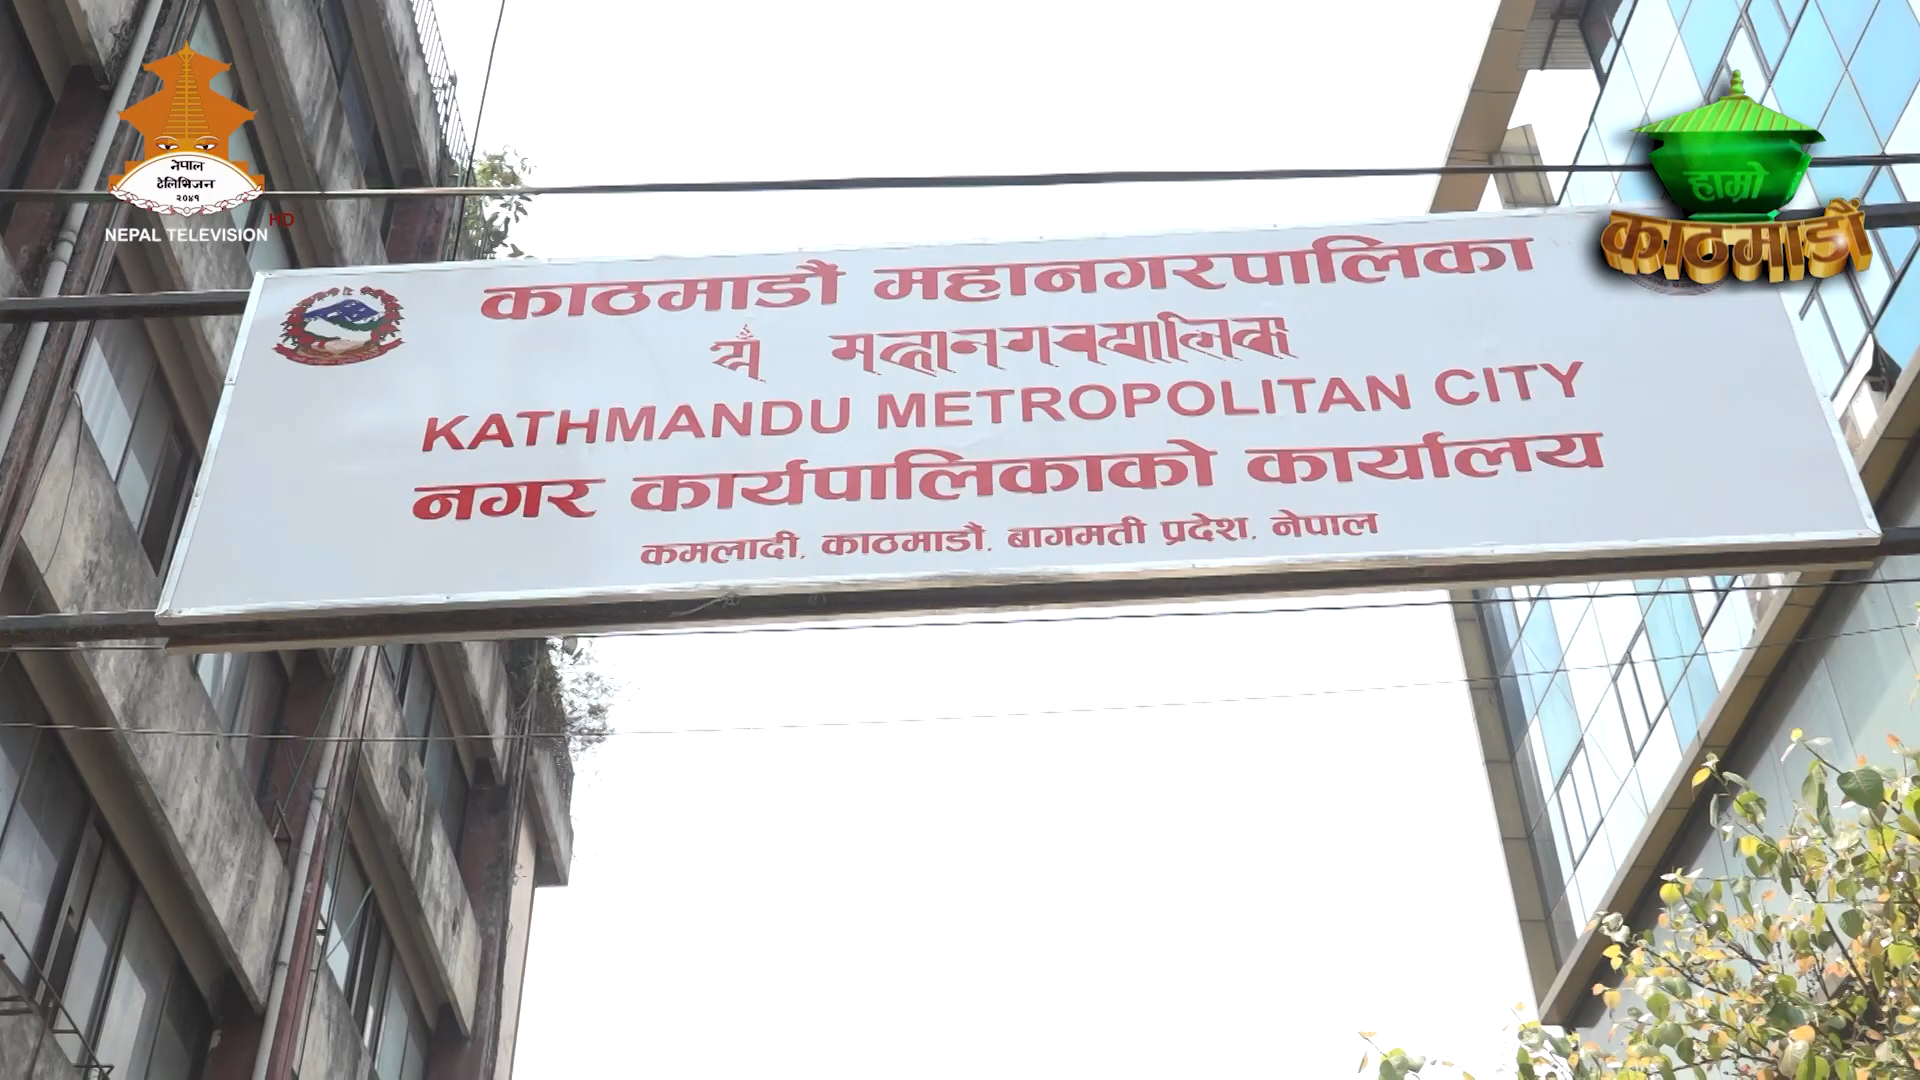 नेपाल
टेलिभिजन
२०४१
HD
NEPAL TELEVISION
हाम्रो
काठमाडौं
काठमाडौं महानगरपालिका
KATHMANDU METROPOLITAN CITY
नगर कार्यपालिकाको कार्यालय
कमलादी, काठमाडौं, बागमती प्रदेश, नेपाल